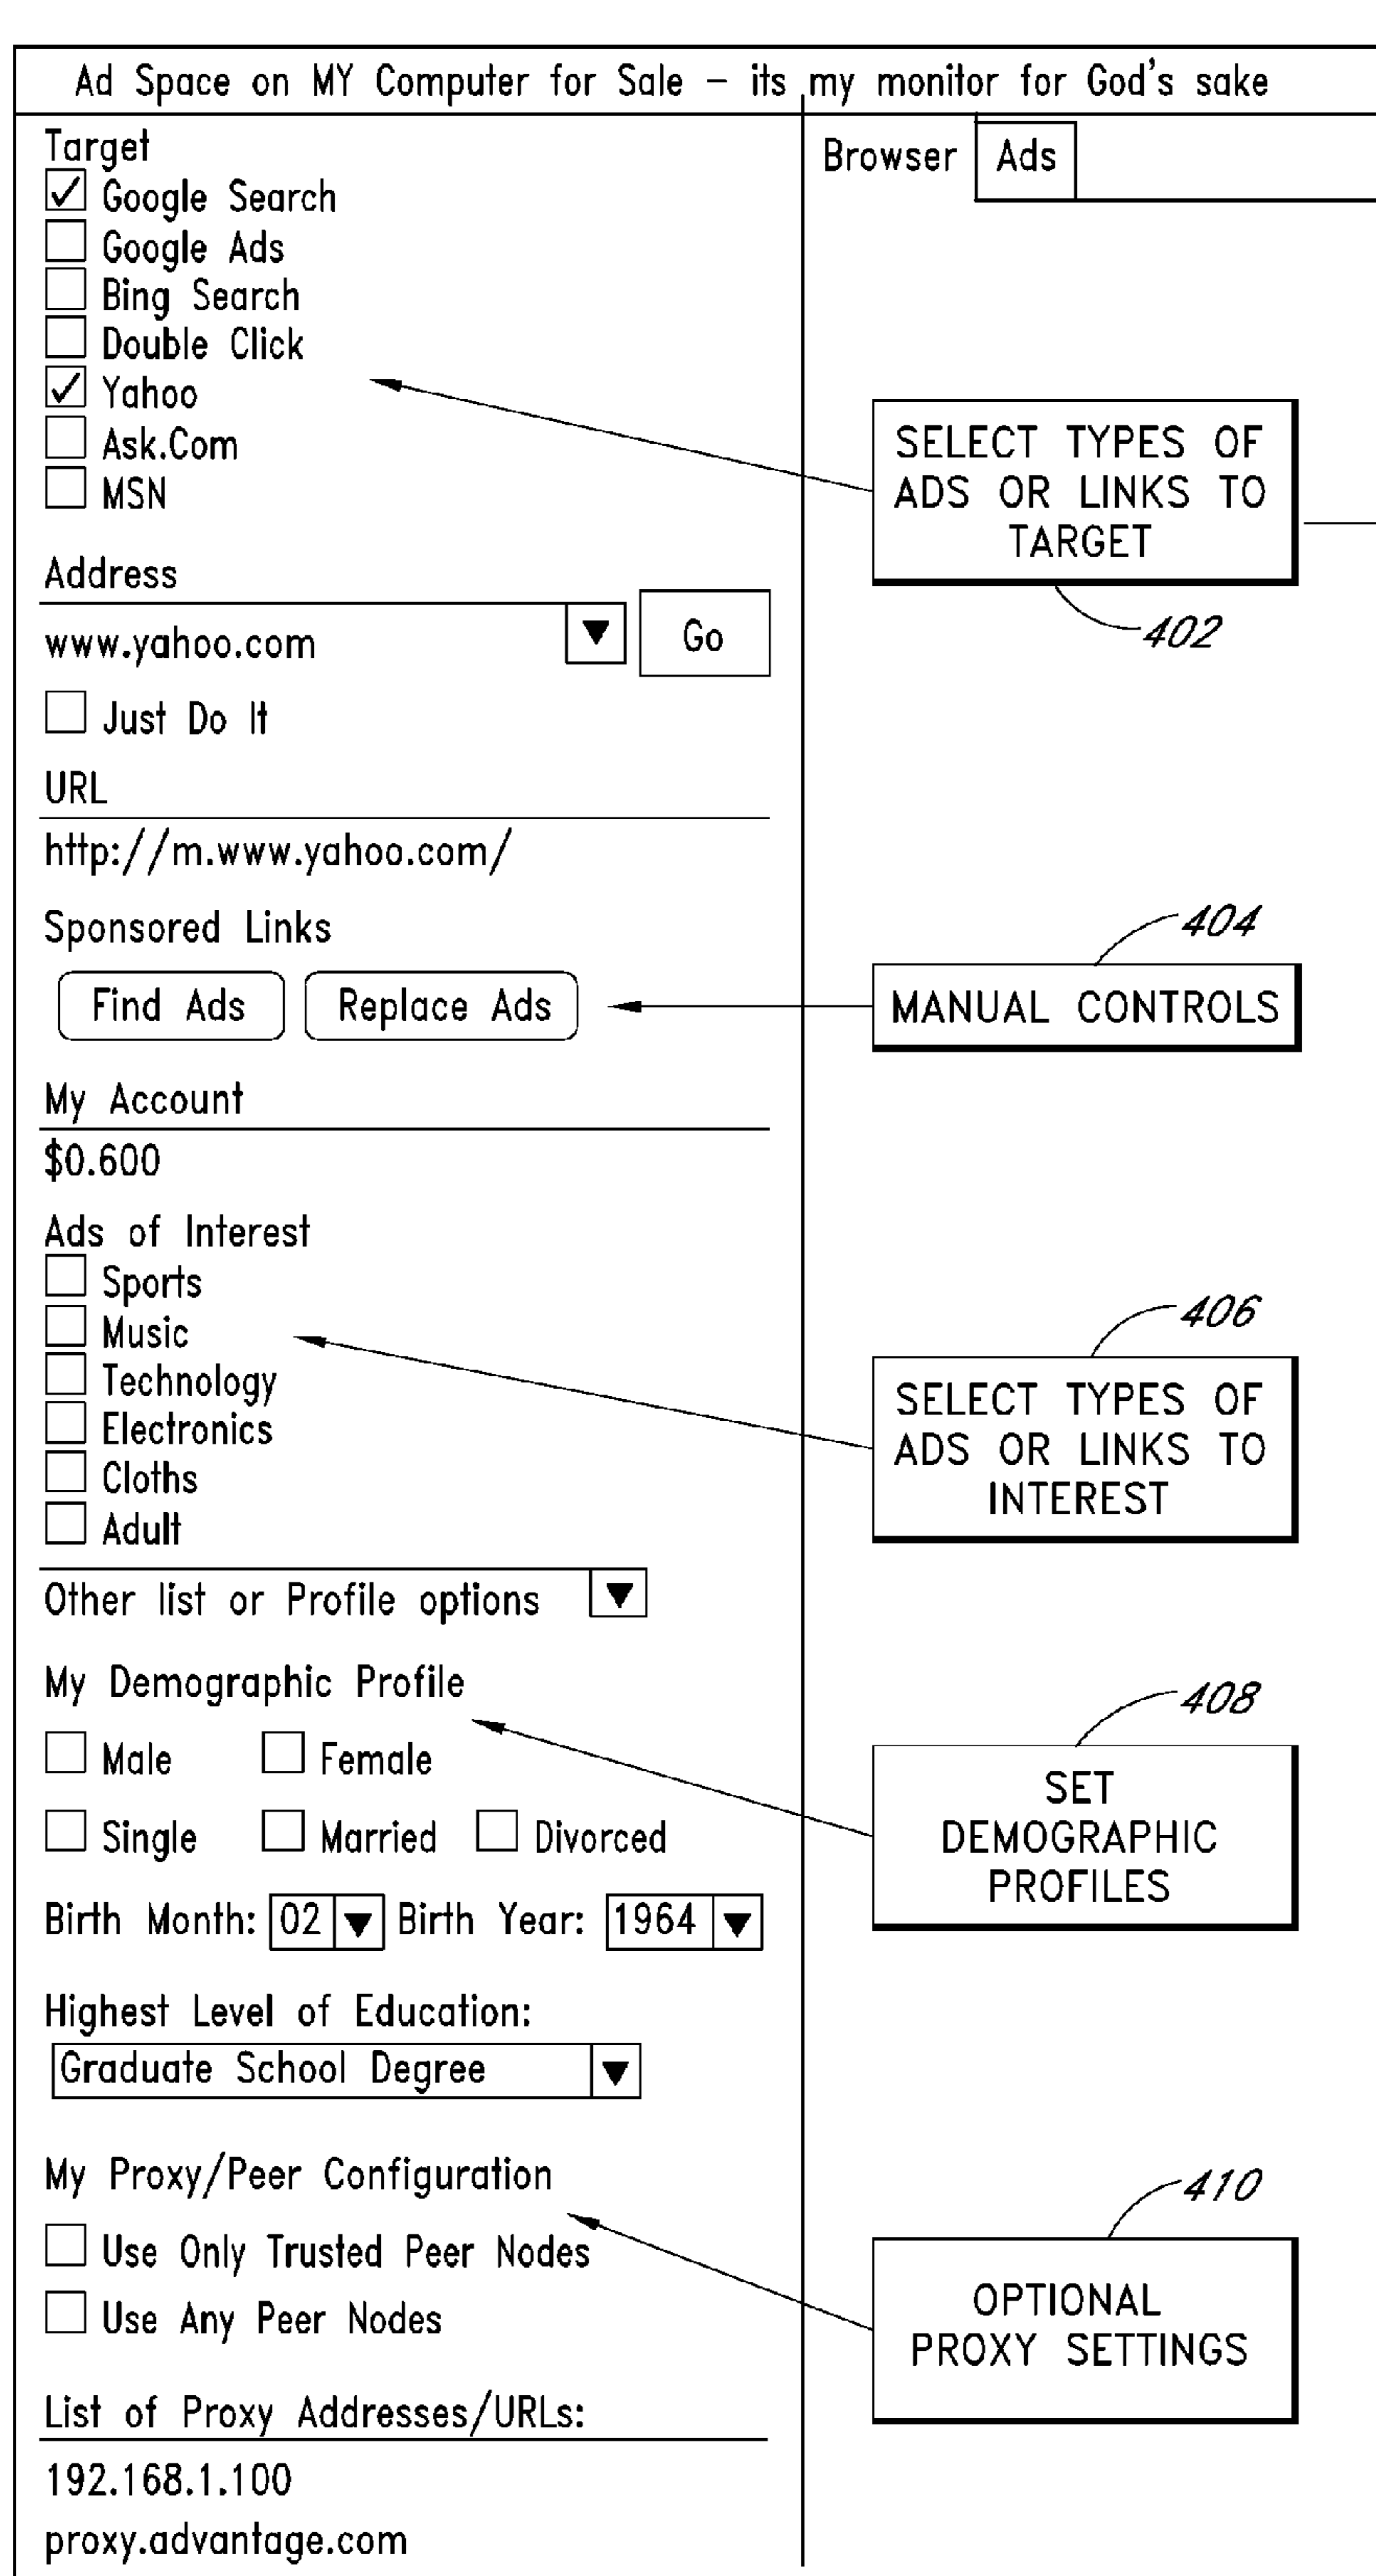 Ad Space on MY Computer for Sale – its my monitor for God's sake
Target
Google Search
Google Ads
Bing Search
Double Click
Yahoo
Ask.Com
MSN
Address
www.yahoo.com
Go
Just Do It
URL
http://m.www.yahoo.com/
Sponsored Links
Find Ads Replace Ads
My Account
$0.600
Ads of Interest
Sports
Music
Technology
Electronics
Cloths
Adult
Other list or Profile options
My Demographic Profile
Male Female
Single Married Divorced
Birth Month: 02 Birth Year: 1964
Highest Level of Education:
Graduate School Degree
My Proxy/Peer Configuration
Use Only Trusted Peer Nodes
Use Any Peer Nodes
List of Proxy Addresses/URLs:
192.168.1.100
proxy.advantage.com
Browser Ads
SELECT TYPES OF
ADS OR LINKS TO
TARGET
402
404
MANUAL CONTROLS
406
SELECT TYPES OF
ADS OR LINKS TO
INTEREST
408
SET
DEMOGRAPHIC
PROFILES
410
OPTIONAL
PROXY SETTINGS